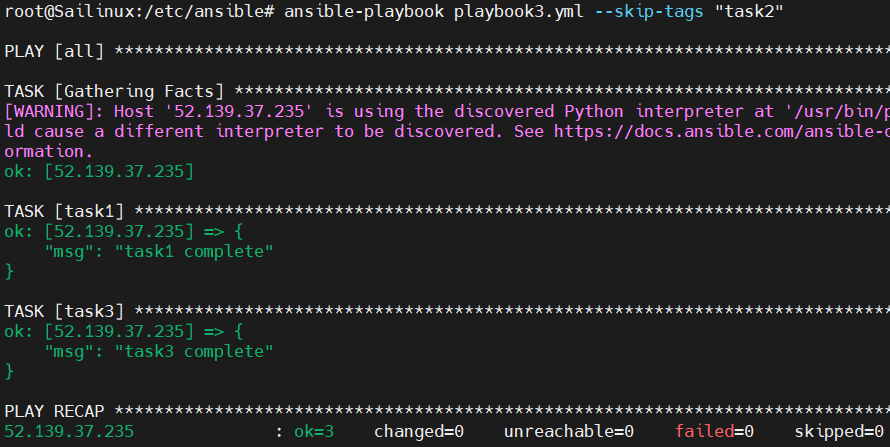 root@Sailinux:/etc/ansible# ansible-playbook playbook3.yml --skip-tags "task2"
PLAY [all] ******************************************************************************
TASK [Gathering Facts] ******************************************************************
[WARNING]: Host '52.139.37.235' is using the discovered Python interpreter at '/usr/bin/p
ld cause a different interpreter to be discovered. See https://docs.ansible.com/ansible-c
ormation.
ok: [52.139.37.235]
TASK [task1] ****************************************************************************
ok: [52.139.37.235] => {
    "msg": "task1 complete"
}
TASK [task3] ****************************************************************************
ok: [52.139.37.235] => {
    "msg": "task3 complete"
}
PLAY RECAP ******************************************************************************
52.139.37.235              : ok=3    changed=0    unreachable=0    failed=0    skipped=0